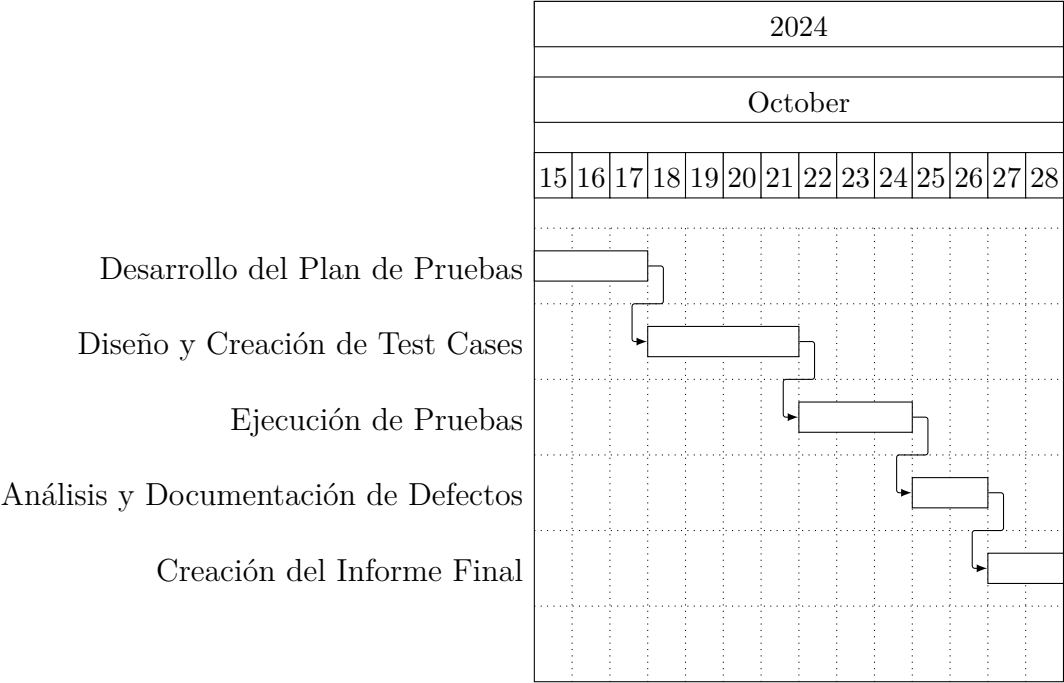 2024
October
15 16 17 18 19 20 21 22 23 24 25 26 27 28
Desarrollo del Plan de Pruebas
Diseño y Creación de Test Cases
Ejecución de Pruebas
Análisis y Documentación de Defectos
Creación del Informe Final